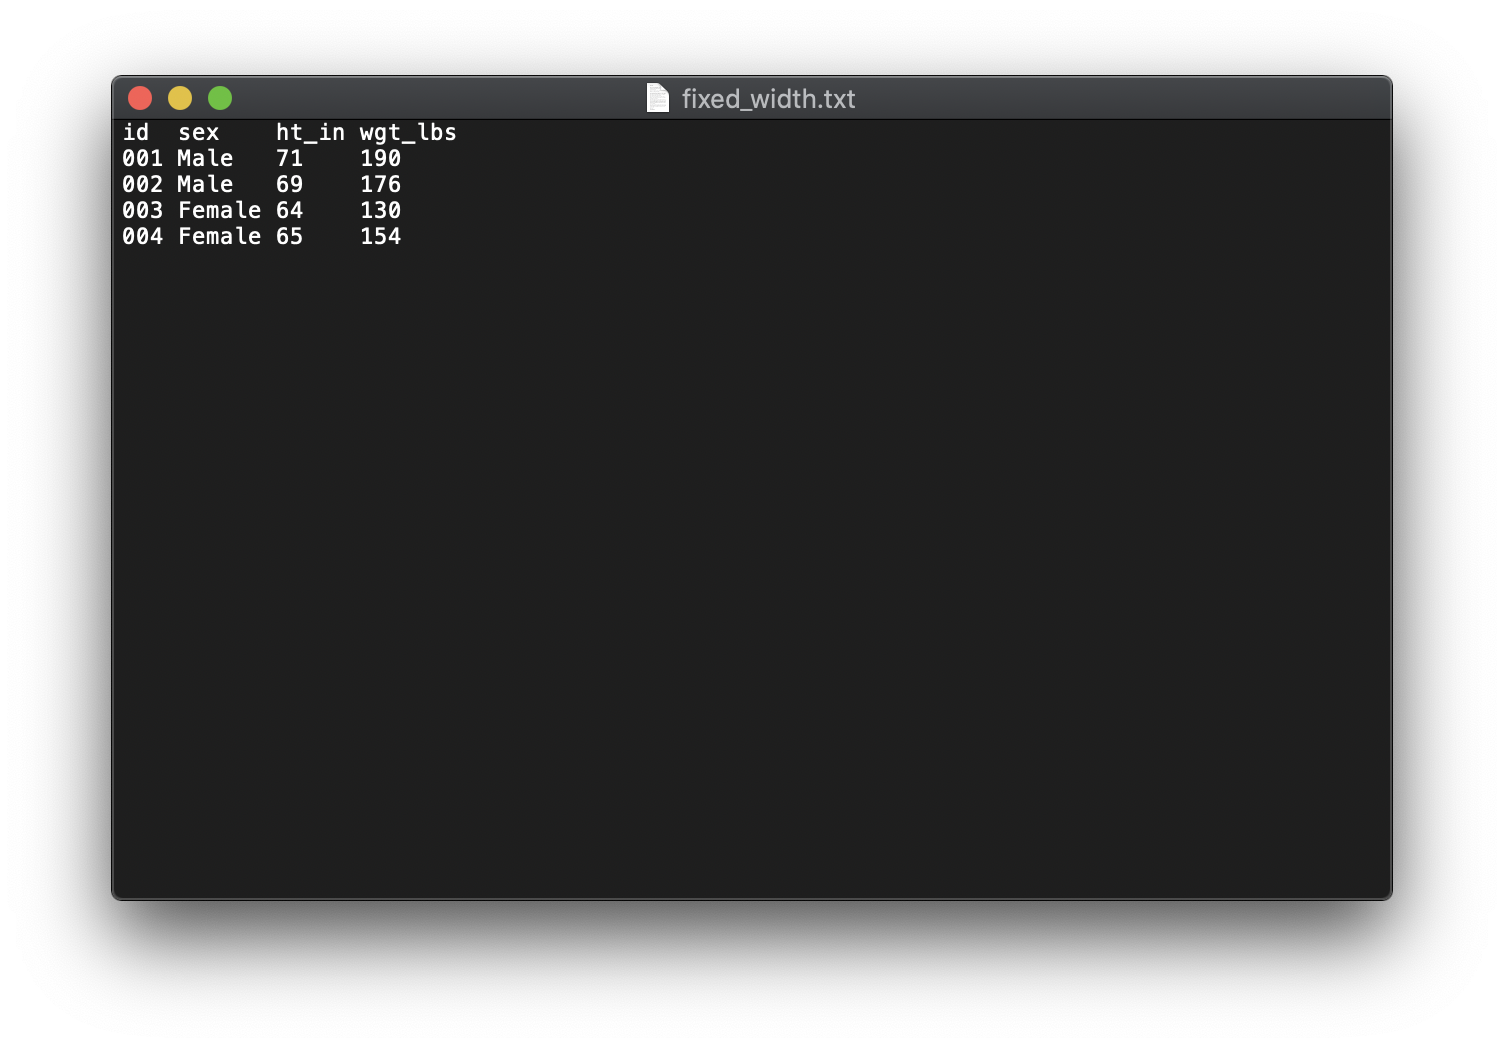 fixed_width.txt
id  sex    ht_in wgt_lbs
001 Male   71    190
002 Male   69    176
003 Female 64    130
004 Female 65    154